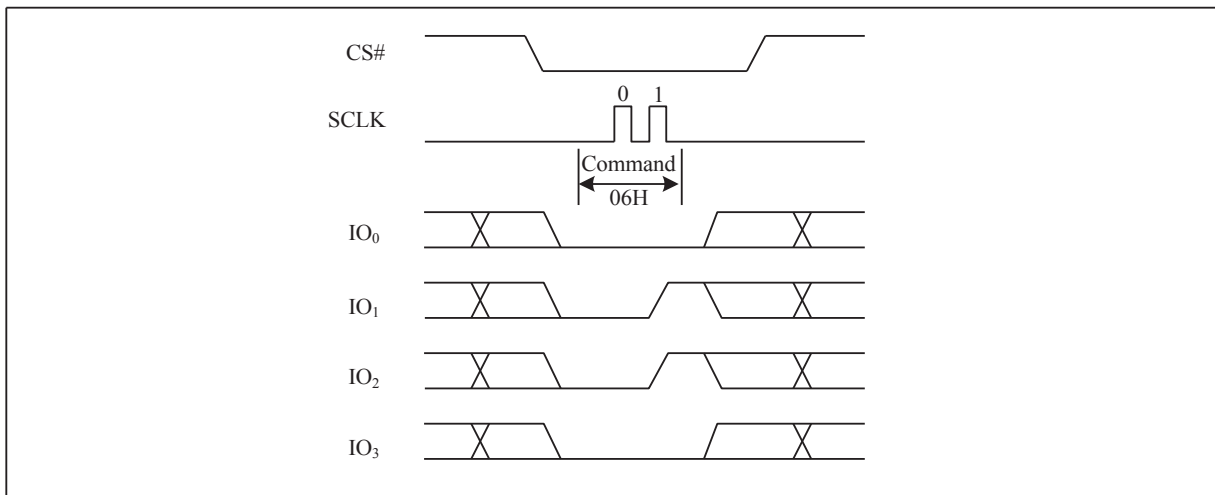 CS#
0 1
SCLK
Command
06H
IO₀
IO₁
IO₂
IO₃